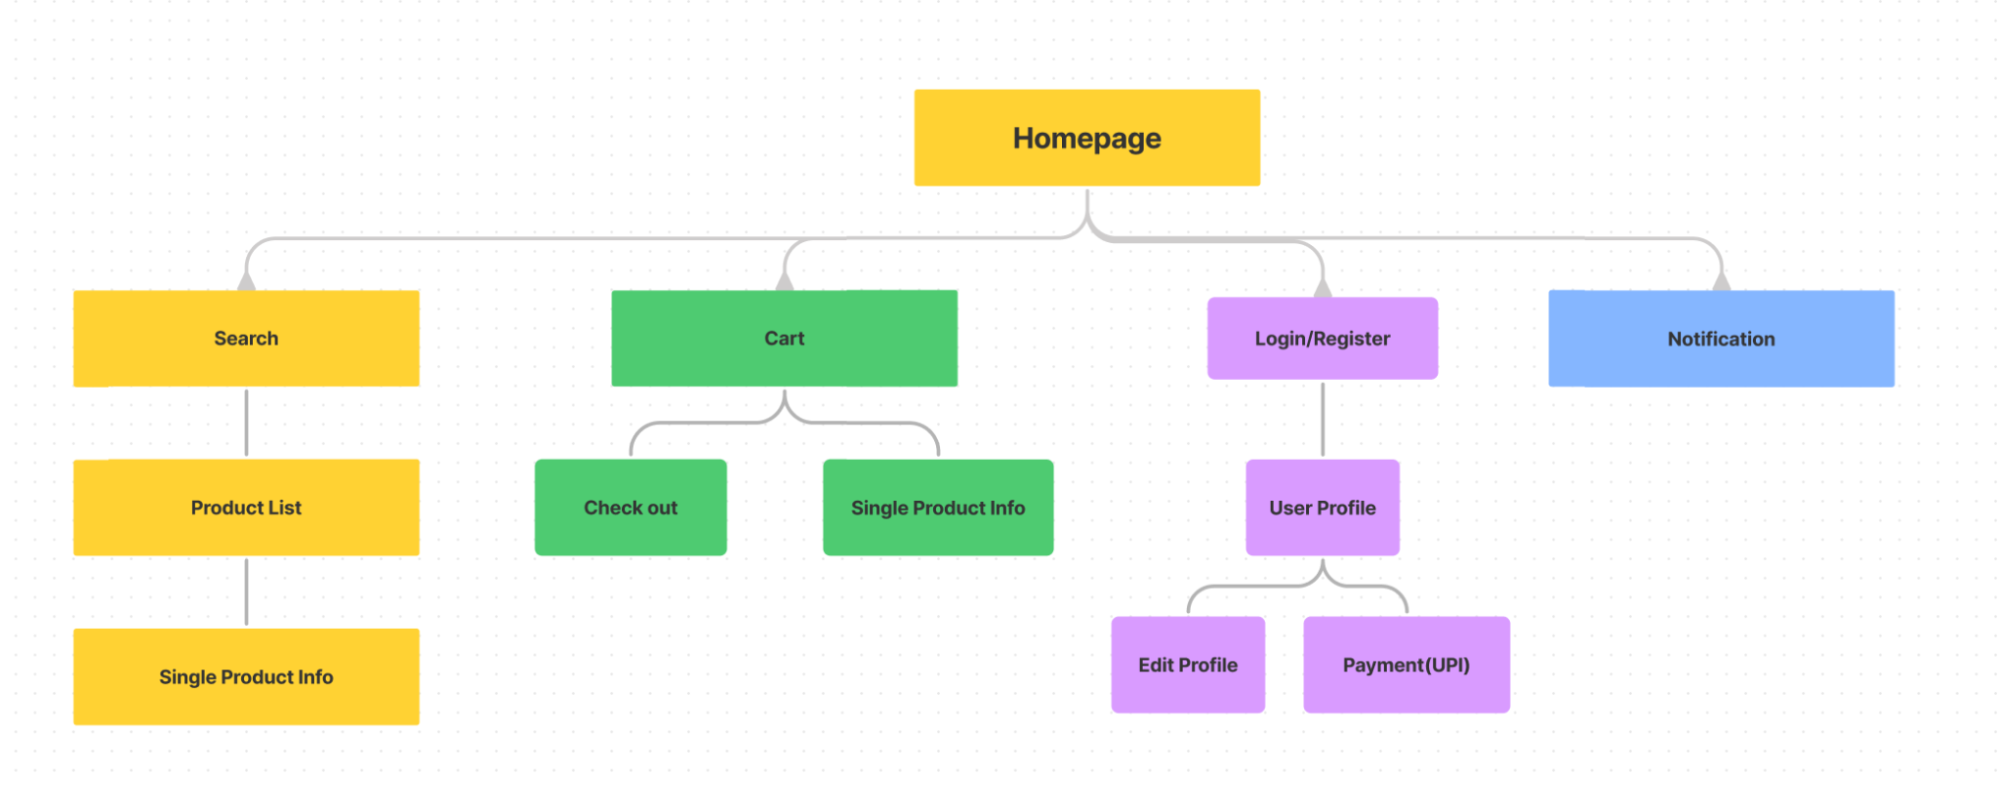 Homepage
Search
Cart
Login/Register
Notification
Product List
Check out
Single Product Info
User Profile
Single Product Info
Edit Profile
Payment(UPI)